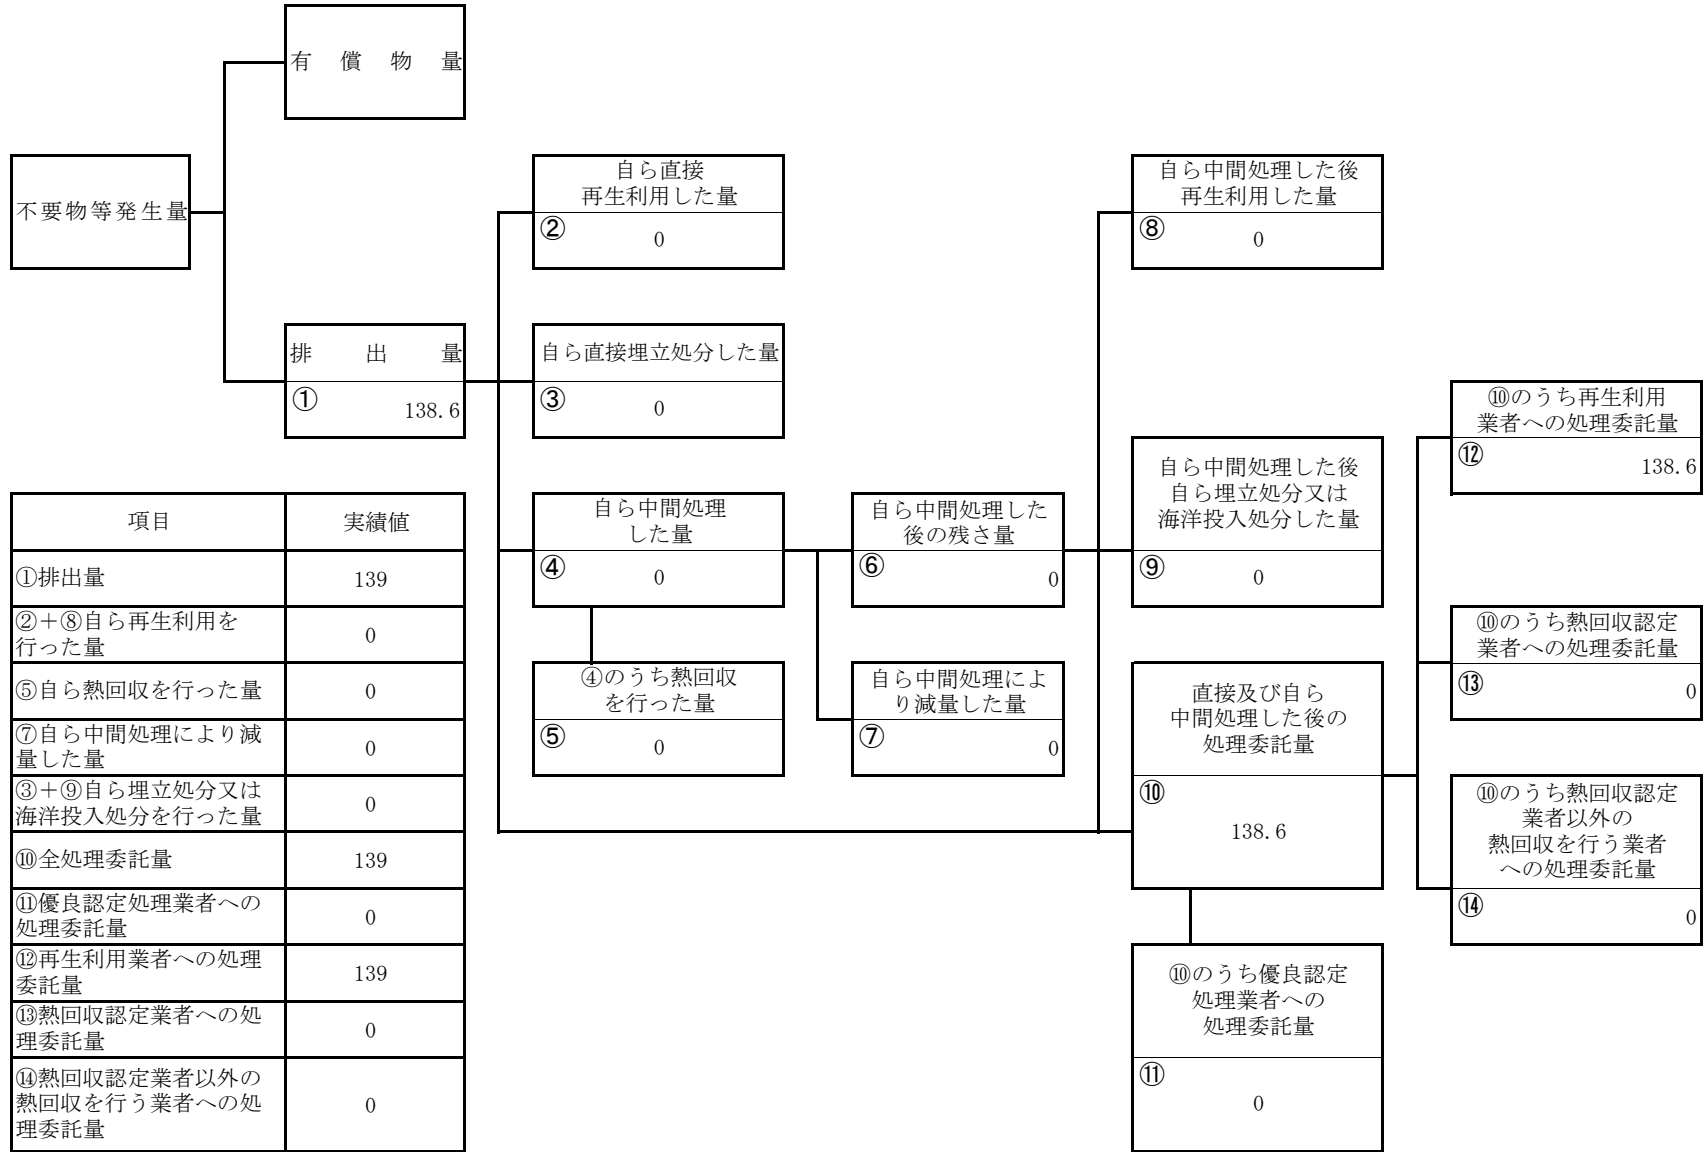 有償物量
不要物等発生量
排出量
①
138.6
自ら直接
再生利用した量
②
0
自ら直接埋立処分した量
③
0
自ら中間処理
した量
④
0
④のうち熱回収
を行った量
⑤
0
自ら中間処理した
後の残さ量
⑥
0
自ら中間処理によ
り減量した量
⑦
0
自ら中間処理した後
再生利用した量
⑧
0
自ら中間処理した後
自ら埋立処分又は
海洋投入処分した量
⑨
0
直接及び自ら
中間処理した後の
処理委託量
⑩
138.6
⑩のうち優良認定
処理業者への
処理委託量
⑪
0
⑩のうち再生利用
業者への処理委託量
⑫
138.6
⑩のうち熱回収認定
業者への処理委託量
⑬
0
⑩のうち熱回収認定
業者以外の
熱回収を行う業者
への処理委託量
⑭
0
項目 実績値
①排出量 139
②＋⑧自ら再生利用を
行った量 0
⑤自ら熱回収を行った量 0
⑦自ら中間処理により減
量した量 0
③＋⑨自ら埋立処分又は
海洋投入処分を行った量 0
⑩全処理委託量 139
⑪優良認定処理業者への
処理委託量 0
⑫再生利用業者への処理
委託量 139
⑬熱回収認定業者への処
理委託量 0
⑭熱回収認定業者以外の
熱回収を行う業者への処
理委託量 0